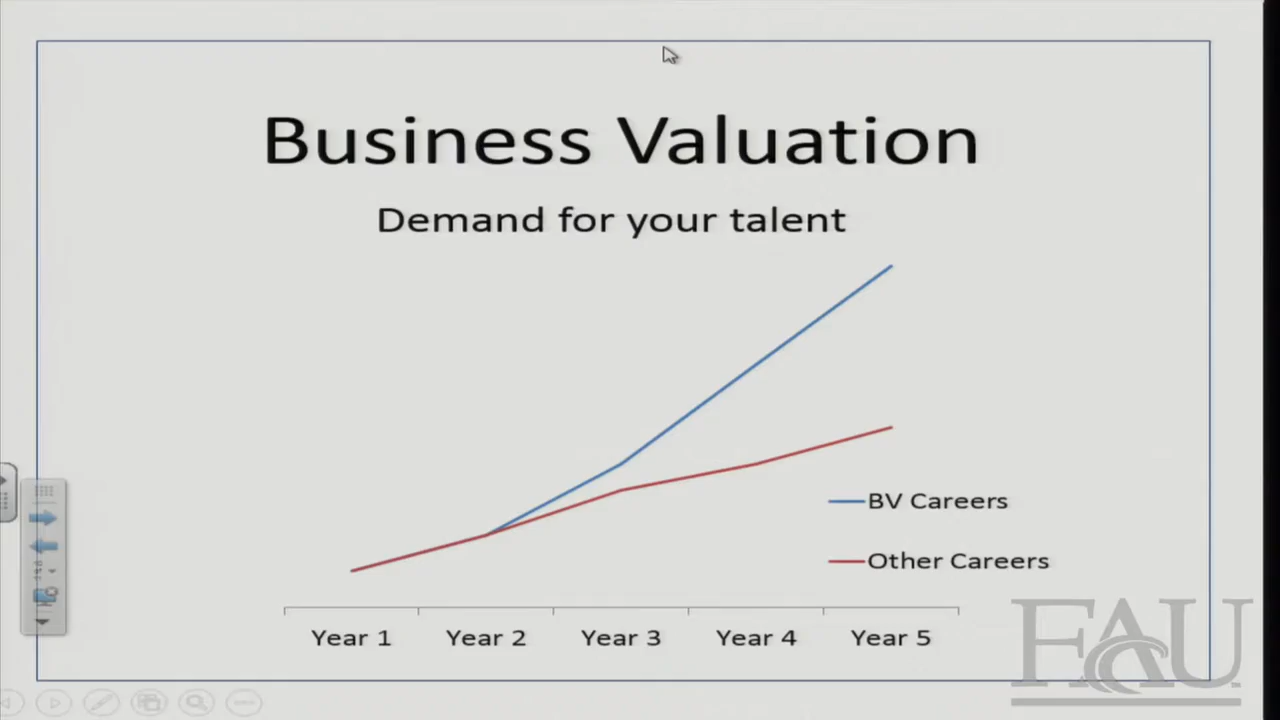 Business Valuation
Demand for your talent
BV Careers
Other Careers
Year 1 Year 2 Year 3 Year 4 Year 5
FAU